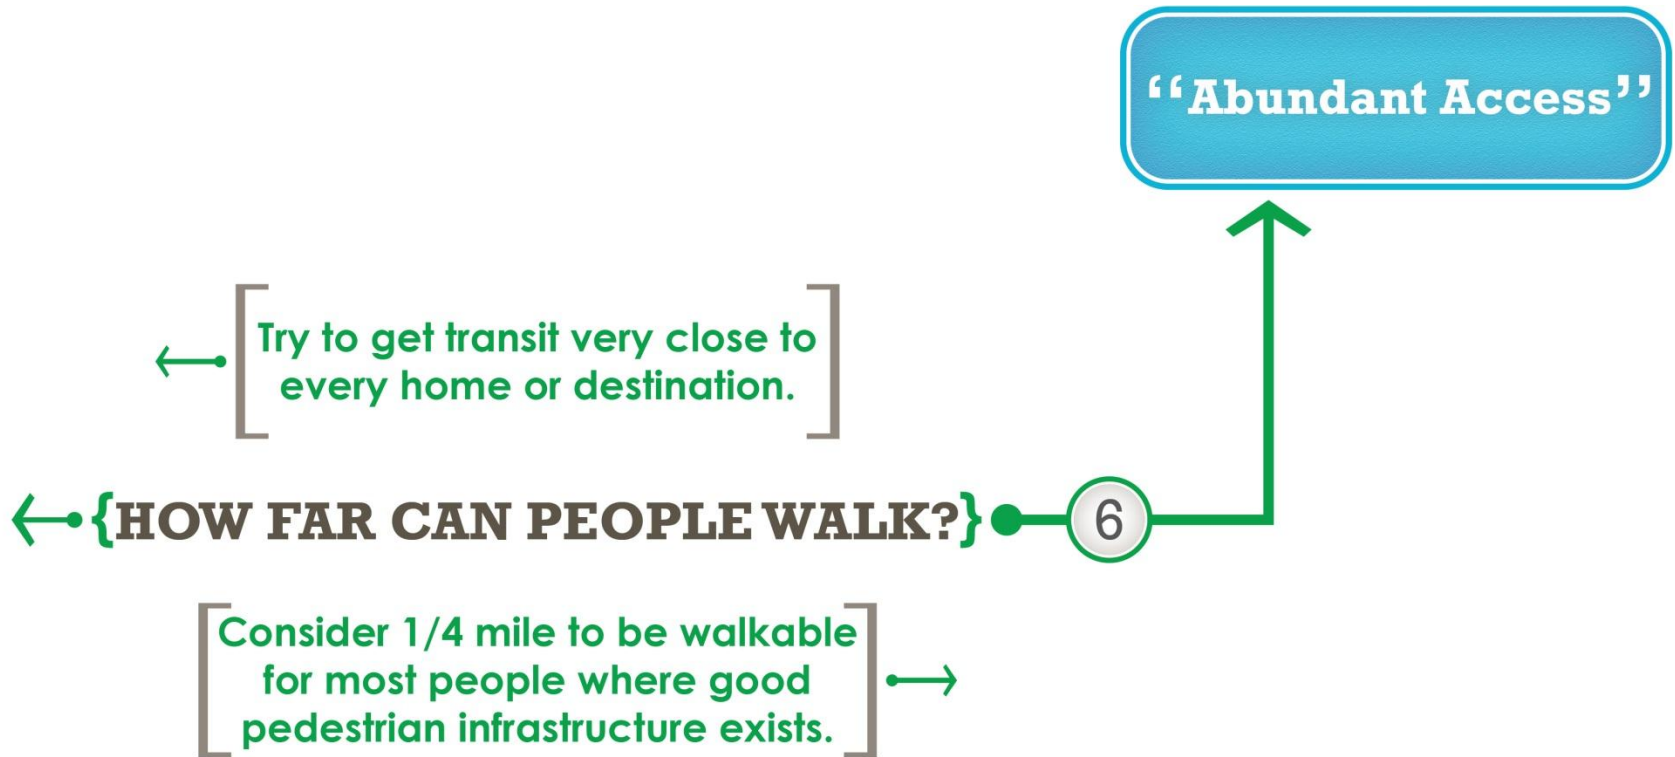 “Abundant Access”
Try to get transit very close to
every home or destination.
{HOW FAR CAN PEOPLE WALK?}
6
Consider 1/4 mile to be walkable
for most people where good
pedestrian infrastructure exists.